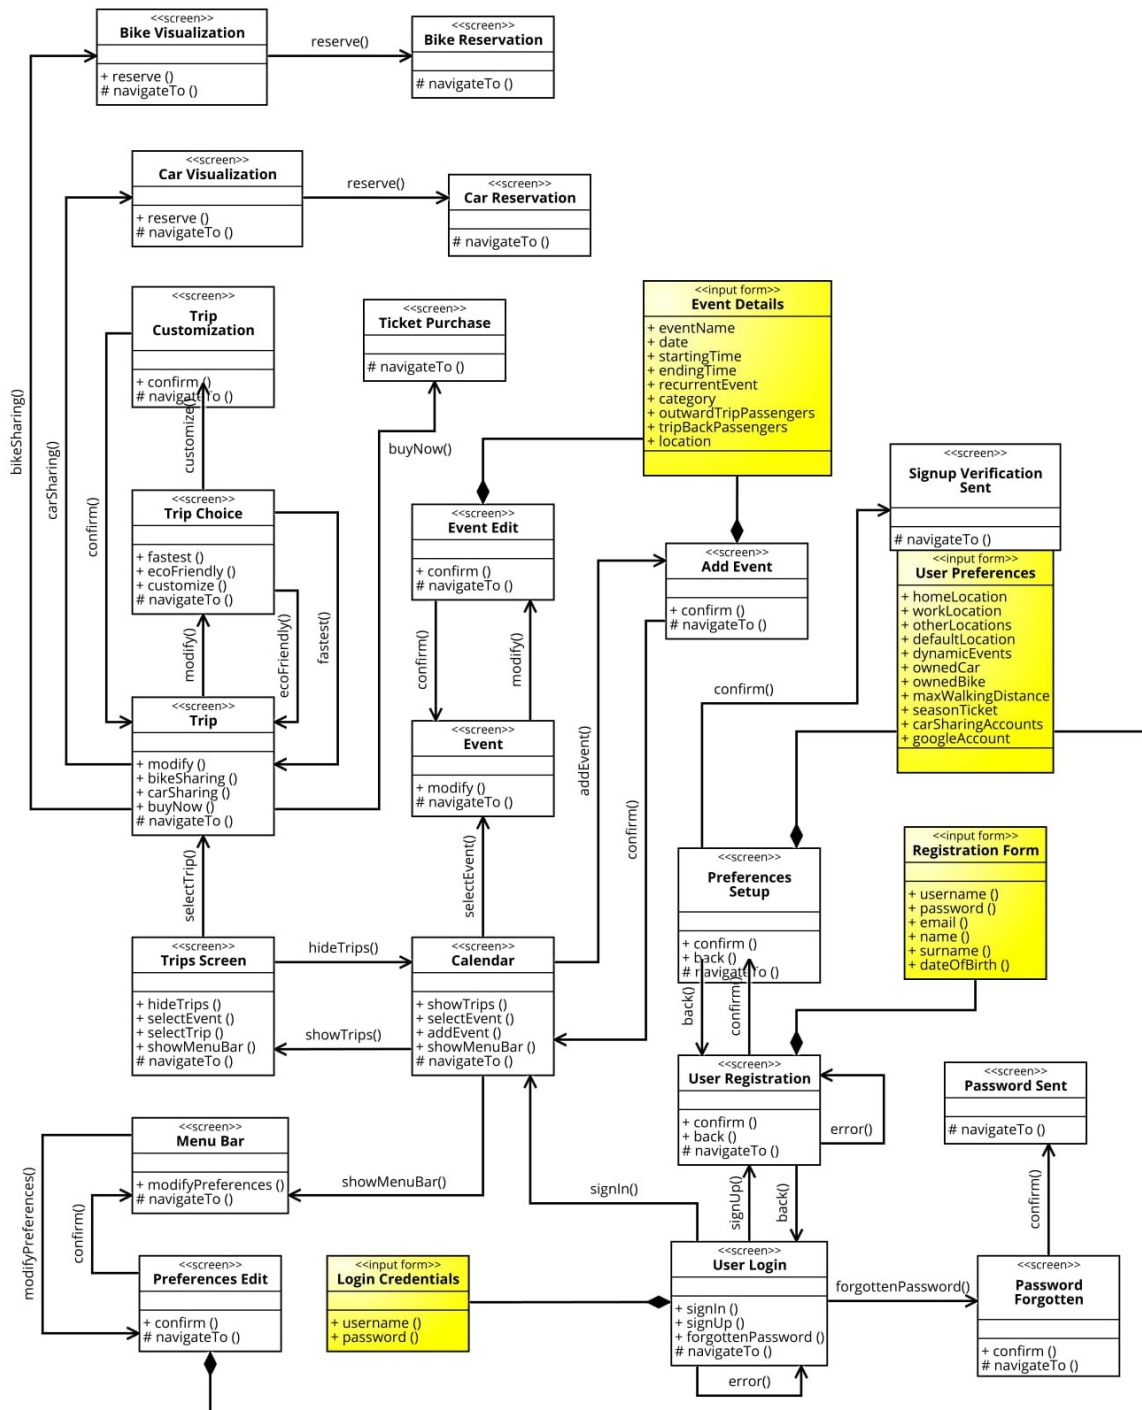 <<screen>>
Bike Visualization
+ reserve ()
# navigateTo ()
reserve()
<<screen>>
Bike Reservation
# navigateTo ()
<<screen>>
Car Visualization
+ reserve ()
# navigateTo ()
reserve()
<<screen>>
Car Reservation
# navigateTo ()
<<screen>>
Trip
Customization
+ confirm ()
# navigateTo ()
<<screen>>
Ticket Purchase
# navigateTo ()
<<input form>>
Event Details
+ eventName
+ date
+ startingTime
+ endingTime
+ recurrentEvent
+ category
+ outwardTripPassengers
+ tripBackPassengers
+ location
bikeSharing()
carSharing()
confirm()
customize()
buyNow()
<<screen>>
Signup Verification
Sent
# navigateTo ()
<<screen>>
Trip Choice
+ fastest ()
+ ecoFriendly ()
+ customize ()
# navigateTo ()
<<screen>>
Event Edit
+ confirm ()
# navigateTo ()
<<screen>>
Add Event
+ confirm ()
# navigateTo ()
<<input form>>
User Preferences
+ homeLocation
+ workLocation
+ otherLocations
+ defaultLocation
+ dynamicEvents
+ ownedCar
+ ownedBike
+ maxWalkingDistance
+ seasonTicket
+ carSharingAccounts
+ googleAccount
modify()
ecoFriendly()
fastest()
confirm()
modify()
confirm()
<<screen>>
Trip
+ modify ()
+ bikeSharing ()
+ carSharing ()
+ buyNow ()
# navigateTo ()
<<screen>>
Event
+ modify ()
# navigateTo ()
addEvent()
confirm()
selectTrip()
selectEvent()
<<screen>>
Preferences
Setup
+ confirm ()
+ back ()
# navigateTo ()
<<input form>>
Registration Form
+ username ()
+ password ()
+ email ()
+ name ()
+ surname ()
+ dateOfBirth ()
<<screen>>
Trips Screen
+ hideTrips ()
+ selectEvent ()
+ selectTrip ()
+ showMenuBar ()
# navigateTo ()
hideTrips()
showTrips()
<<screen>>
Calendar
+ showTrips ()
+ selectEvent ()
+ addEvent ()
+ showMenuBar ()
# navigateTo ()
back()
confirm()
<<screen>>
User Registration
+ confirm ()
+ back ()
# navigateTo ()
error()
<<screen>>
Password Sent
# navigateTo ()
<<screen>>
Menu Bar
+ modifyPreferences ()
# navigateTo ()
showMenuBar()
signIn()
signUp()
back()
confirm()
modifyPreferences()
confirm()
<<screen>>
Preferences Edit
+ confirm ()
# navigateTo ()
<<input form>>
Login Credentials
+ username ()
+ password ()
<<screen>>
User Login
+ signIn ()
+ signUp ()
+ forgottenPassword ()
# navigateTo ()
error()
forgottenPassword()
<<screen>>
Password
Forgotten
+ confirm ()
# navigateTo ()